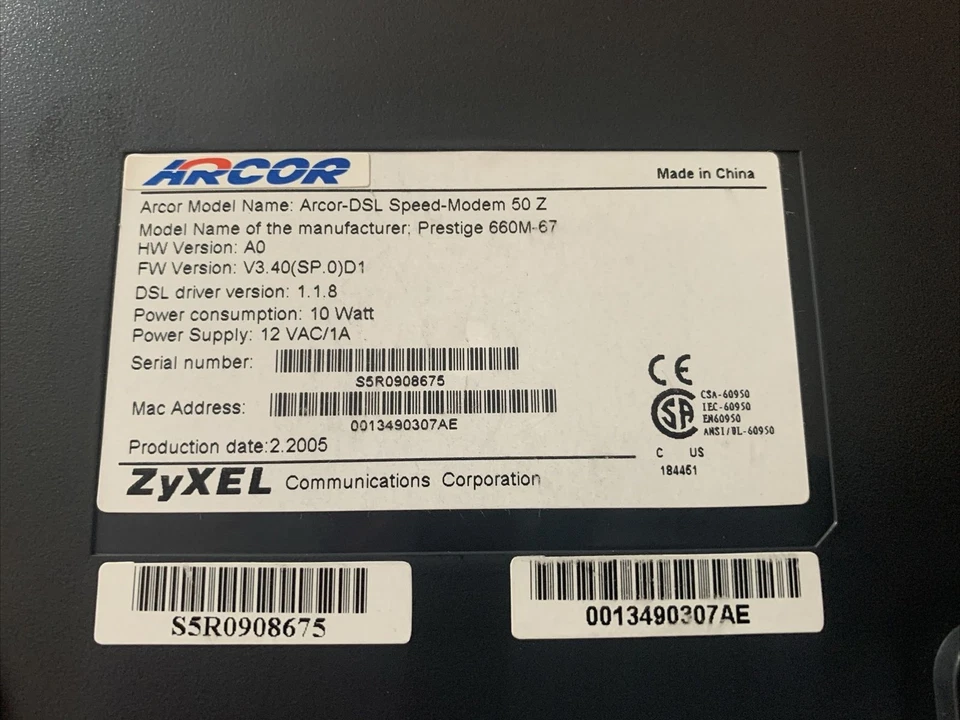 ARCOR
Made in China
Arcor Model Name: Arcor-DSL Speed-Modem 50 Z
Model Name of the manufacturer: Prestige 660M-67
HW Version: A0
FW Version: V3.40(SP.0)D1
DSL driver version: 1.1.8
Power consumption: 10 Watt
Power Supply: 12 VAC/1A
Serial number:
S5R0908675
Mac Address:
0013490307AE
Production date:2.2005
CE
SA
CSA-60950
IEC-60950
EN60950
ANSI/UL-60950
C US
184461
ZyXEL Communications Corporation
S5R0908675
0013490307AE